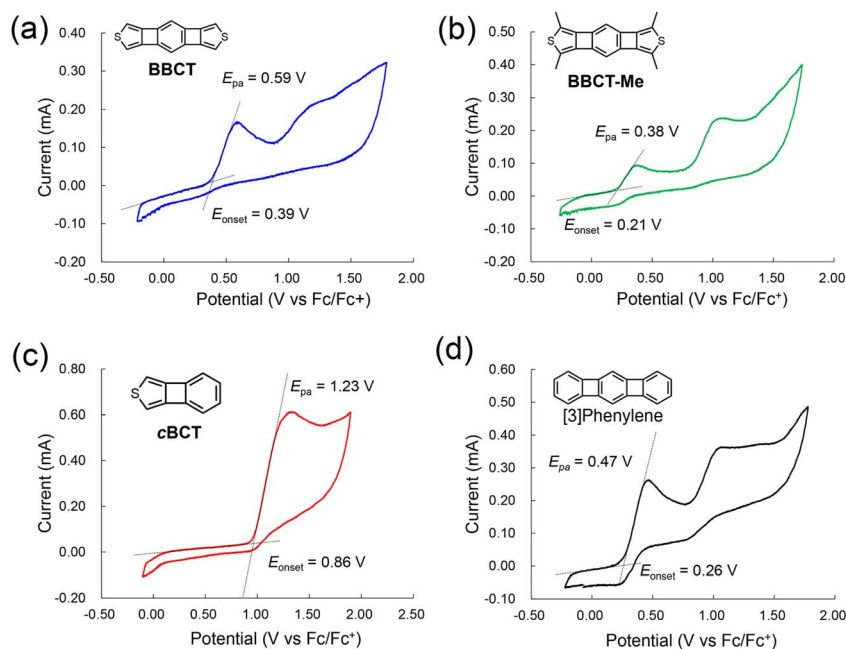 (a)
S
S
BBCT
E_pa = 0.59 V
E_onset = 0.39 V
0.40
0.30
0.20
0.10
0.00
-0.10
0.20
-0.50 0.00 0.50 1.00 1.50 2.00
Current (mA)
Potential (V vs Fc/Fc+)
(b)
S
S
BBCT-Me
E_pa = 0.38 V
E_onset = 0.21 V
0.50
0.40
0.30
0.20
0.10
0.00
-0.10
-0.20
-0.50 0.00 0.50 1.00 1.50 2.00
Current (mA)
Potential (V vs Fc/Fc⁺)
(c)
S
cBCT
E_pa = 1.23 V
E_onset = 0.86 V
0.80
0.60
0.40
0.20
0.00
-0.20
-0.50 0.00 0.50 1.00 1.50 2.00 2.50
Current (mA)
Potential (V vs Fc/Fc⁺)
(d)
[3]Phenylene
E_pa = 0.47 V
E_onset = 0.26 V
0.60
0.50
0.40
0.30
0.20
0.10
0.00
-0.10
-0.50 0.00 0.50 1.00 1.50 2.00
Current (mA)
Potential (V vs Fc/Fc⁺)